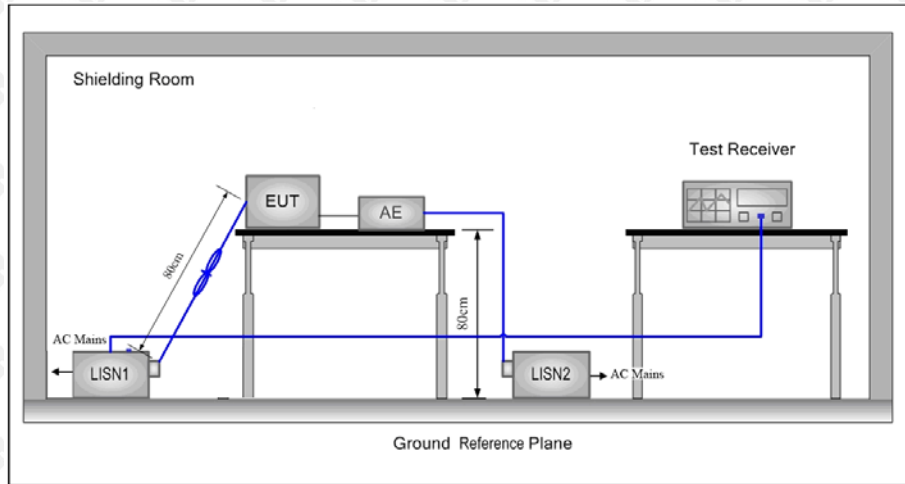 Shielding Room
Test Receiver
EUT
AE
80cm
80cm
AC Mains
LISN1
LISN2
AC Mains
Ground Reference Plane